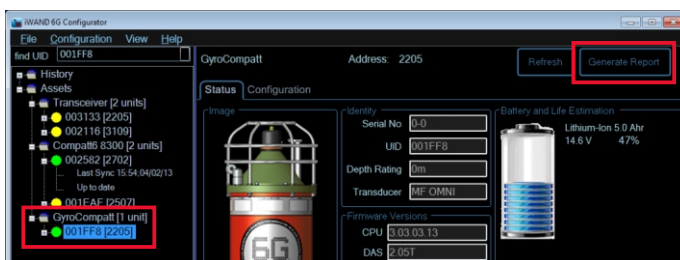 iWAND 6G Configurator
File Configuration View Help
find UID 001FF8
History
Assets
Transceiver [2 units]
003133 [2205]
002116 [3109]
Compatt6 8300 [2 units]
002582 [2702]
Last Sync 15:54,04/02/13
Up to date
001EAF [2507]
GyroCompatt [1 unit]
001FF8 [2205]
GyroCompatt Address: 2205 Refresh Generate Report
Status Configuration
Image
6G
Identity
Serial No 0-0
UID 001FF8
Depth Rating 0m
Transducer MF OMNI
Firmware Versions
CPU 3.03.03.13
DAS 2.05T
Battery and Life Estimation
Lithium-Ion 5.0 Ahr
14.6 V 47%